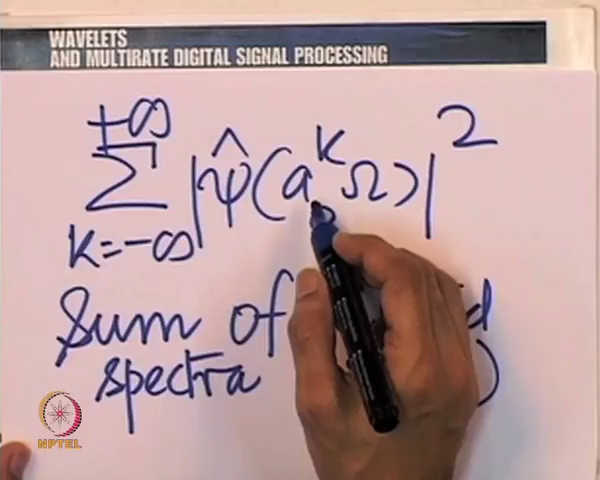 WAVELETS
AND MULTIRATE DIGITAL SIGNAL PROCESSING
+∞
Σ |ψ̂(a^k Ω)|²
k=-∞
Sum of
spectra
NPTEL